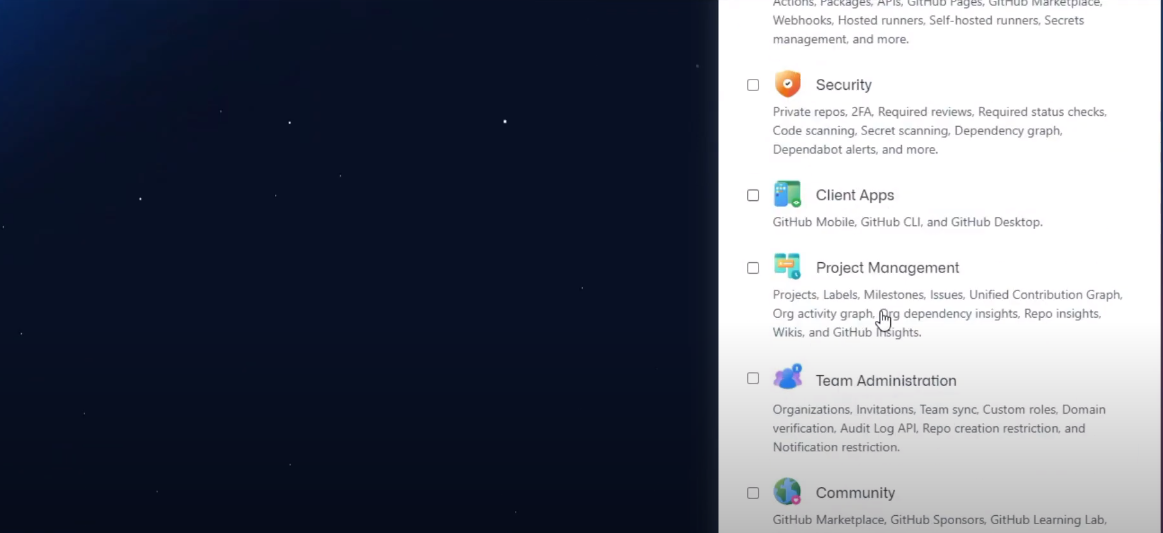 Actions, Packages, APIs, GitHub Pages, GitHub Marketplace,
Webhooks, Hosted runners, Self-hosted runners, Secrets
management, and more.
Security
Private repos, 2FA, Required reviews, Required status checks,
Code scanning, Secret scanning, Dependency graph,
Dependabot alerts, and more.
Client Apps
GitHub Mobile, GitHub CLI, and GitHub Desktop.
Project Management
Projects, Labels, Milestones, Issues, Unified Contribution Graph,
Org activity graph, Org dependency insights, Repo insights,
Wikis, and GitHub Insights.
Team Administration
Organizations, Invitations, Team sync, Custom roles, Domain
verification, Audit Log API, Repo creation restriction, and
Notification restriction.
Community
GitHub Marketplace, GitHub Sponsors, GitHub Learning Lab,